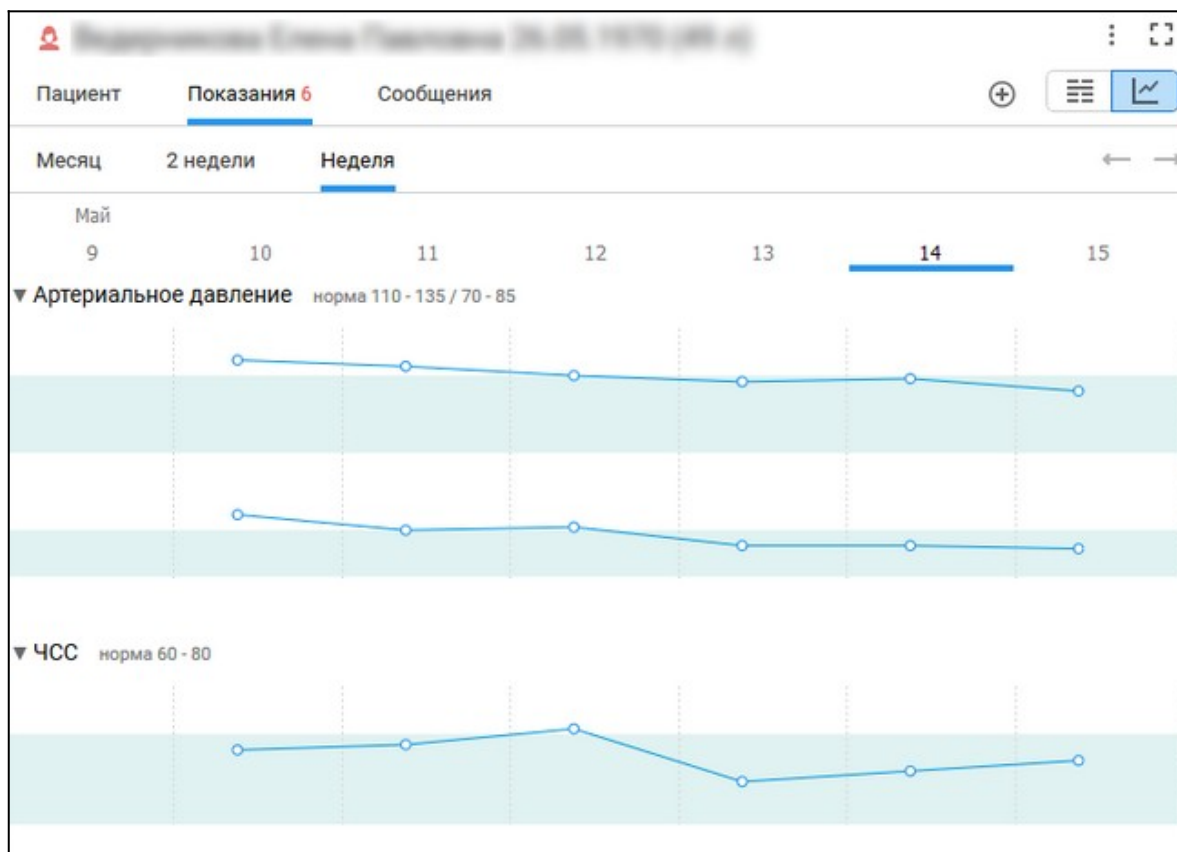 Пациент Показания 6 Сообщения
Месяц 2 недели Неделя
Май
9 10 11 12 13 14 15
▼ Артериальное давление норма 110 - 135 / 70 - 85
▼ ЧСС норма 60 - 80